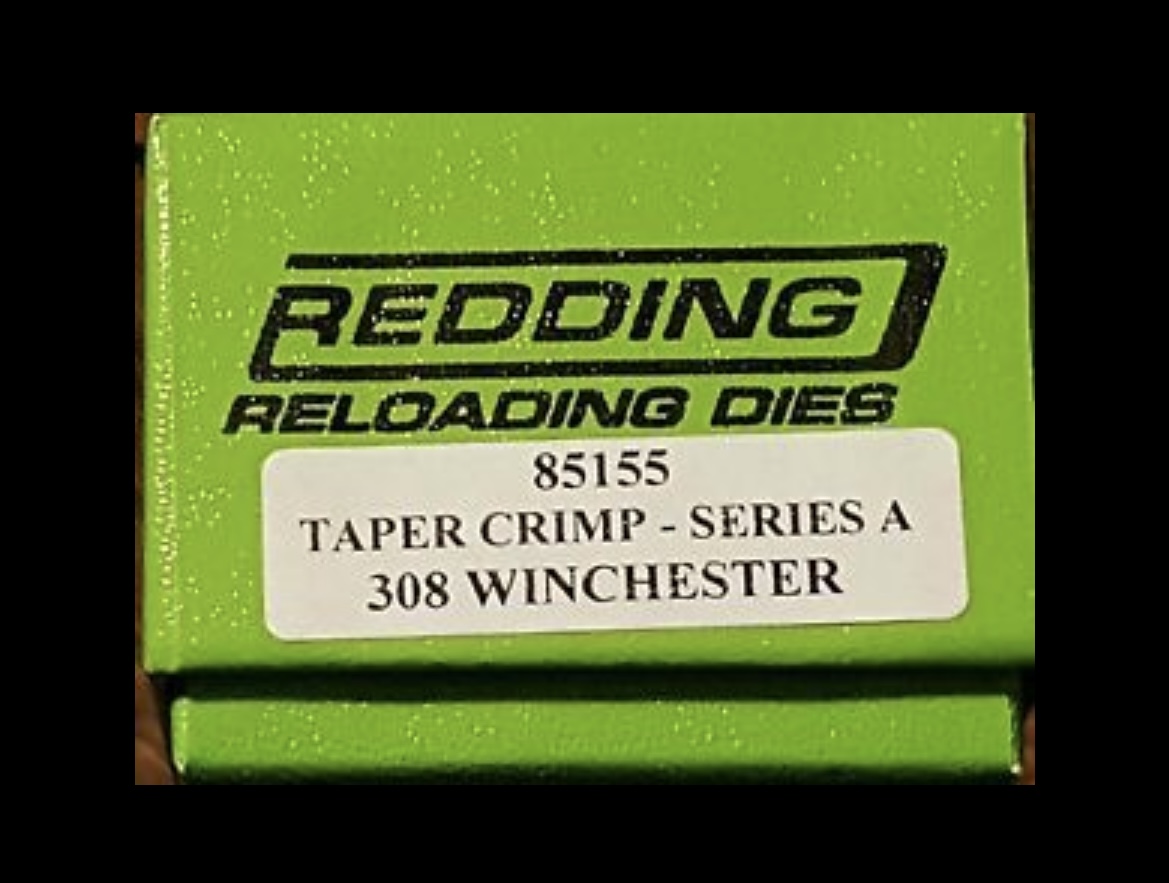 REDDING
RELOADING DIES
85155
TAPER CRIMP - SERIES A
308 WINCHESTER